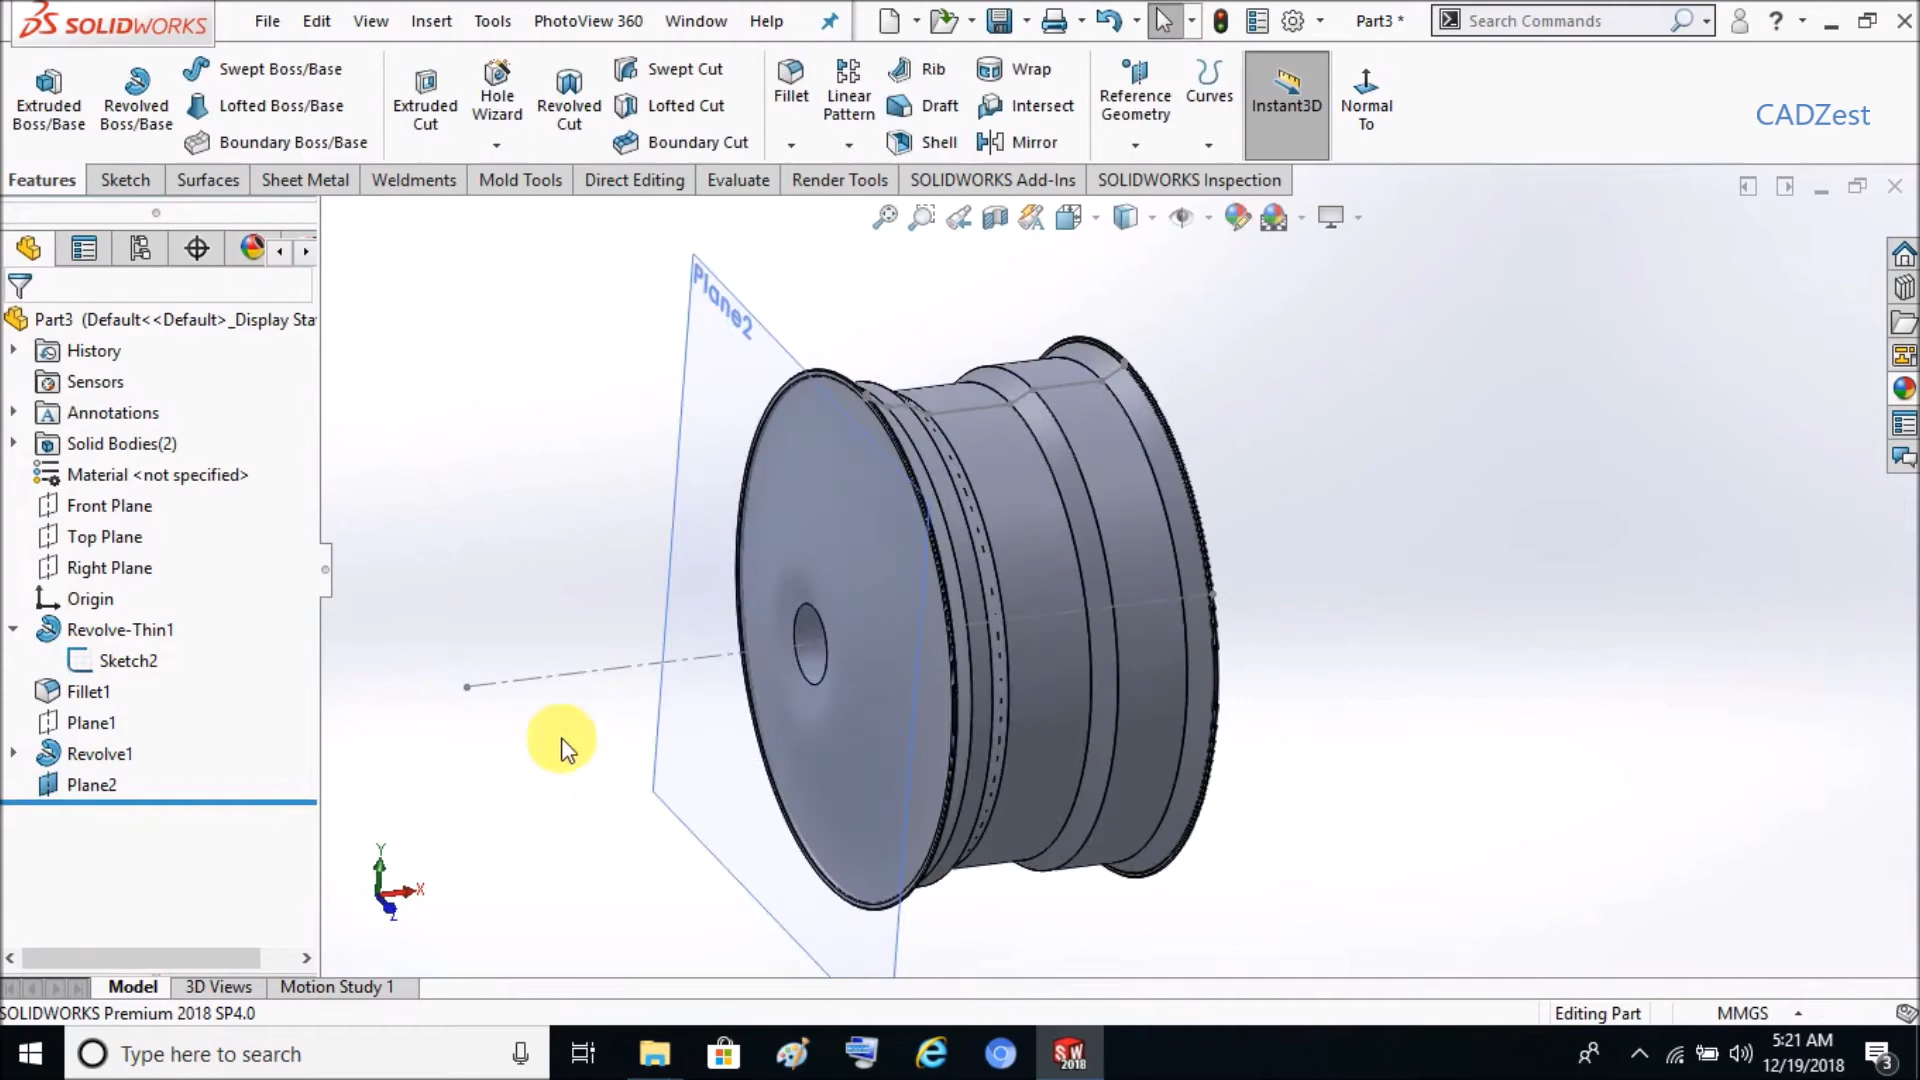 SOLIDWORKS
File Edit View Insert Tools PhotoView 360 Window Help
Part3 *
Search Commands
Extruded Boss/Base
Revolved Boss/Base
Swept Boss/Base
Lofted Boss/Base
Boundary Boss/Base
Extruded Cut
Hole Wizard
Revolved Cut
Swept Cut
Lofted Cut
Boundary Cut
Fillet
Linear Pattern
Rib
Draft
Shell
Wrap
Intersect
Mirror
Reference Geometry
Curves
Instant3D
Normal To
CADZest
Features Sketch Surfaces Sheet Metal Weldments Mold Tools Direct Editing Evaluate Render Tools SOLIDWORKS Add-Ins SOLIDWORKS Inspection
Part3 (Default<<Default>_Display Sta
History
Sensors
Annotations
Solid Bodies(2)
Material <not specified>
Front Plane
Top Plane
Right Plane
Origin
Revolve-Thin1
Sketch2
Fillet1
Plane1
Revolve1
Plane2
Plane2
Y
X
Z
Model 3D Views Motion Study 1
SOLIDWORKS Premium 2018 SP4.0
Editing Part
MMGS
Type here to search
SW
2018
5:21 AM
12/19/2018
3